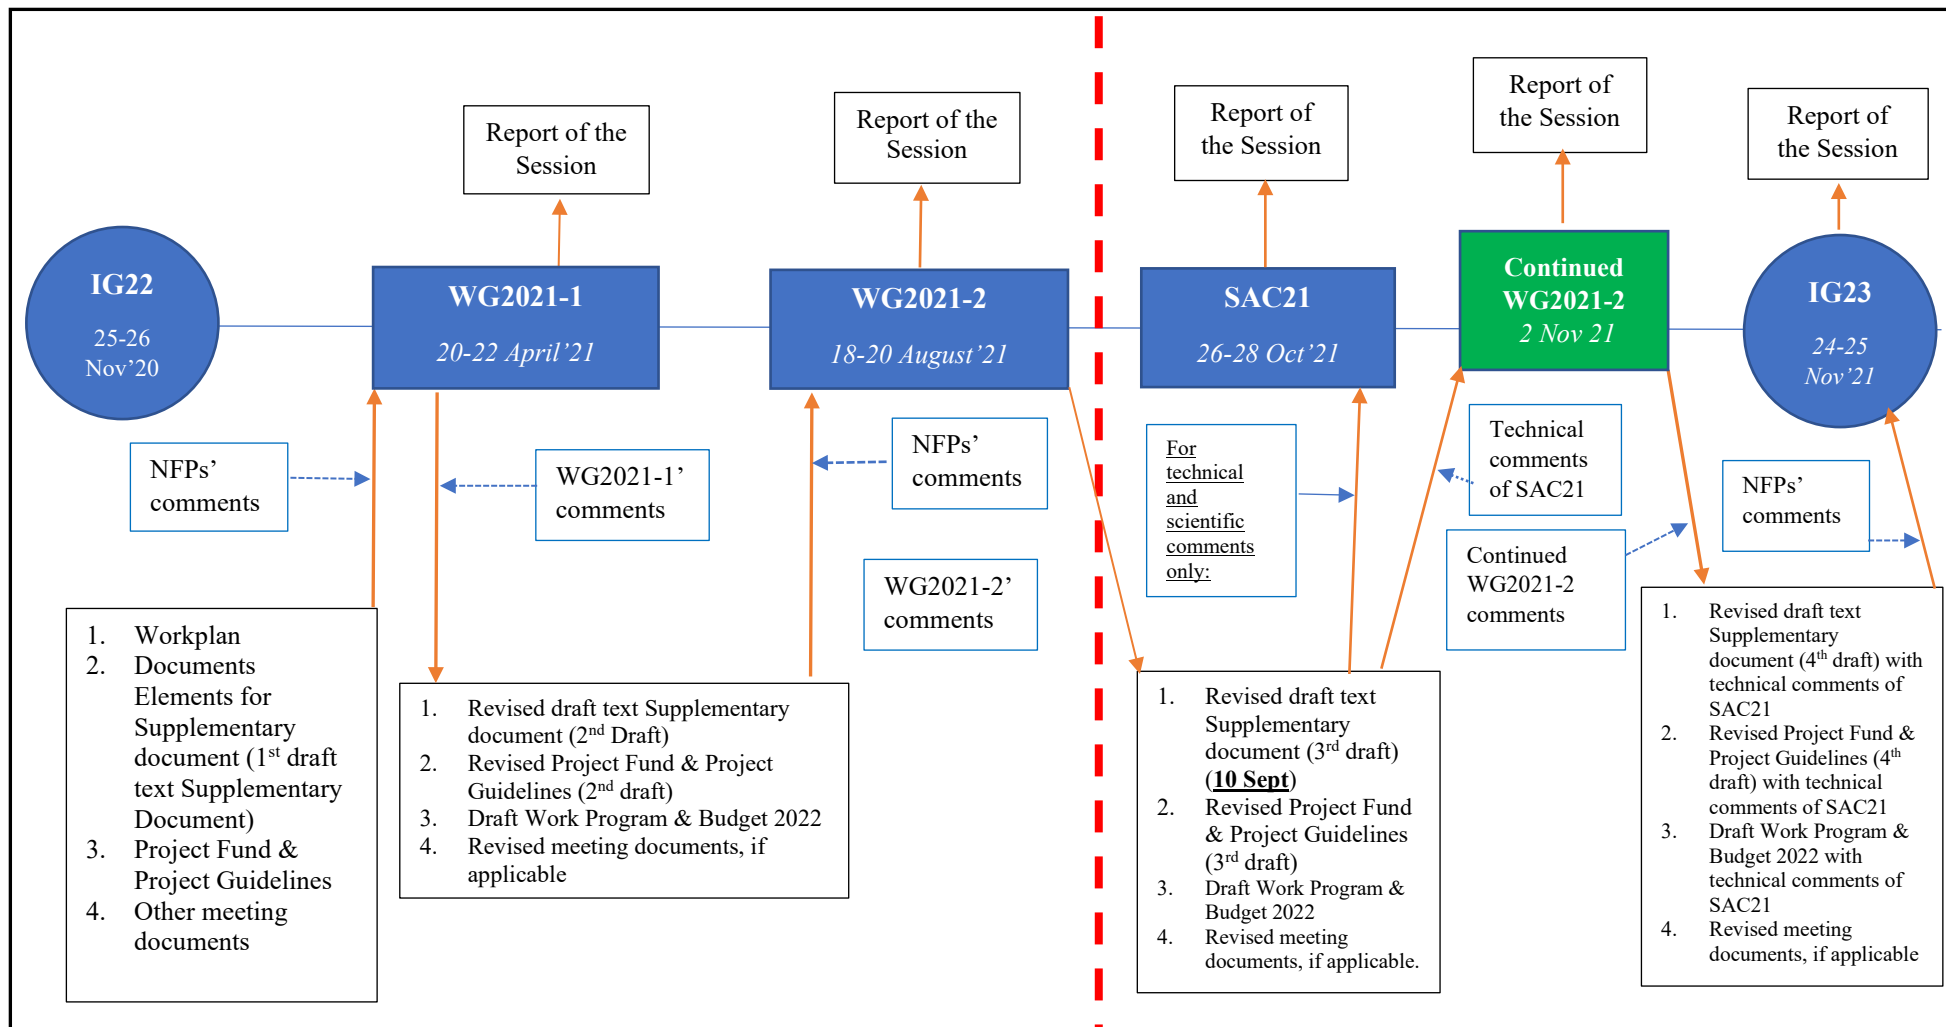 Report of the
Session
Report of the
Session
Report of
the Session
Report of
the Session
Report of
the Session
IG22
25-26
Nov’20
WG2021-1
20-22 April’21
WG2021-2
18-20 August’21
SAC21
26-28 Oct’21
Continued
WG2021-2
2 Nov 21
IG23
24-25
Nov’21
NFPs’
comments
WG2021-1’
comments
NFPs’
comments
WG2021-2’
comments
For
technical
and
scientific
comments
only:
Technical
comments
of SAC21
Continued
WG2021-2
comments
NFPs’
comments
1. Workplan
2. Documents
Elements for
Supplementary
document (1st draft
text Supplementary
Document)
3. Project Fund &
Project Guidelines
4. Other meeting
documents
1. Revised draft text Supplementary
document (2nd Draft)
2. Revised Project Fund & Project
Guidelines (2nd draft)
3. Draft Work Program & Budget 2022
4. Revised meeting documents, if
applicable
1. Revised draft text
Supplementary
document (3rd draft)
(10 Sept)
2. Revised Project Fund
& Project Guidelines
(3rd draft)
3. Draft Work Program &
Budget 2022
4. Revised meeting
documents, if applicable.
1. Revised draft text
Supplementary
document (4th draft) with
technical comments of
SAC21
2. Revised Project Fund &
Project Guidelines (4th
draft) with technical
comments of SAC21
3. Draft Work Program &
Budget 2022 with
technical comments of
SAC21
4. Revised meeting
documents, if applicable